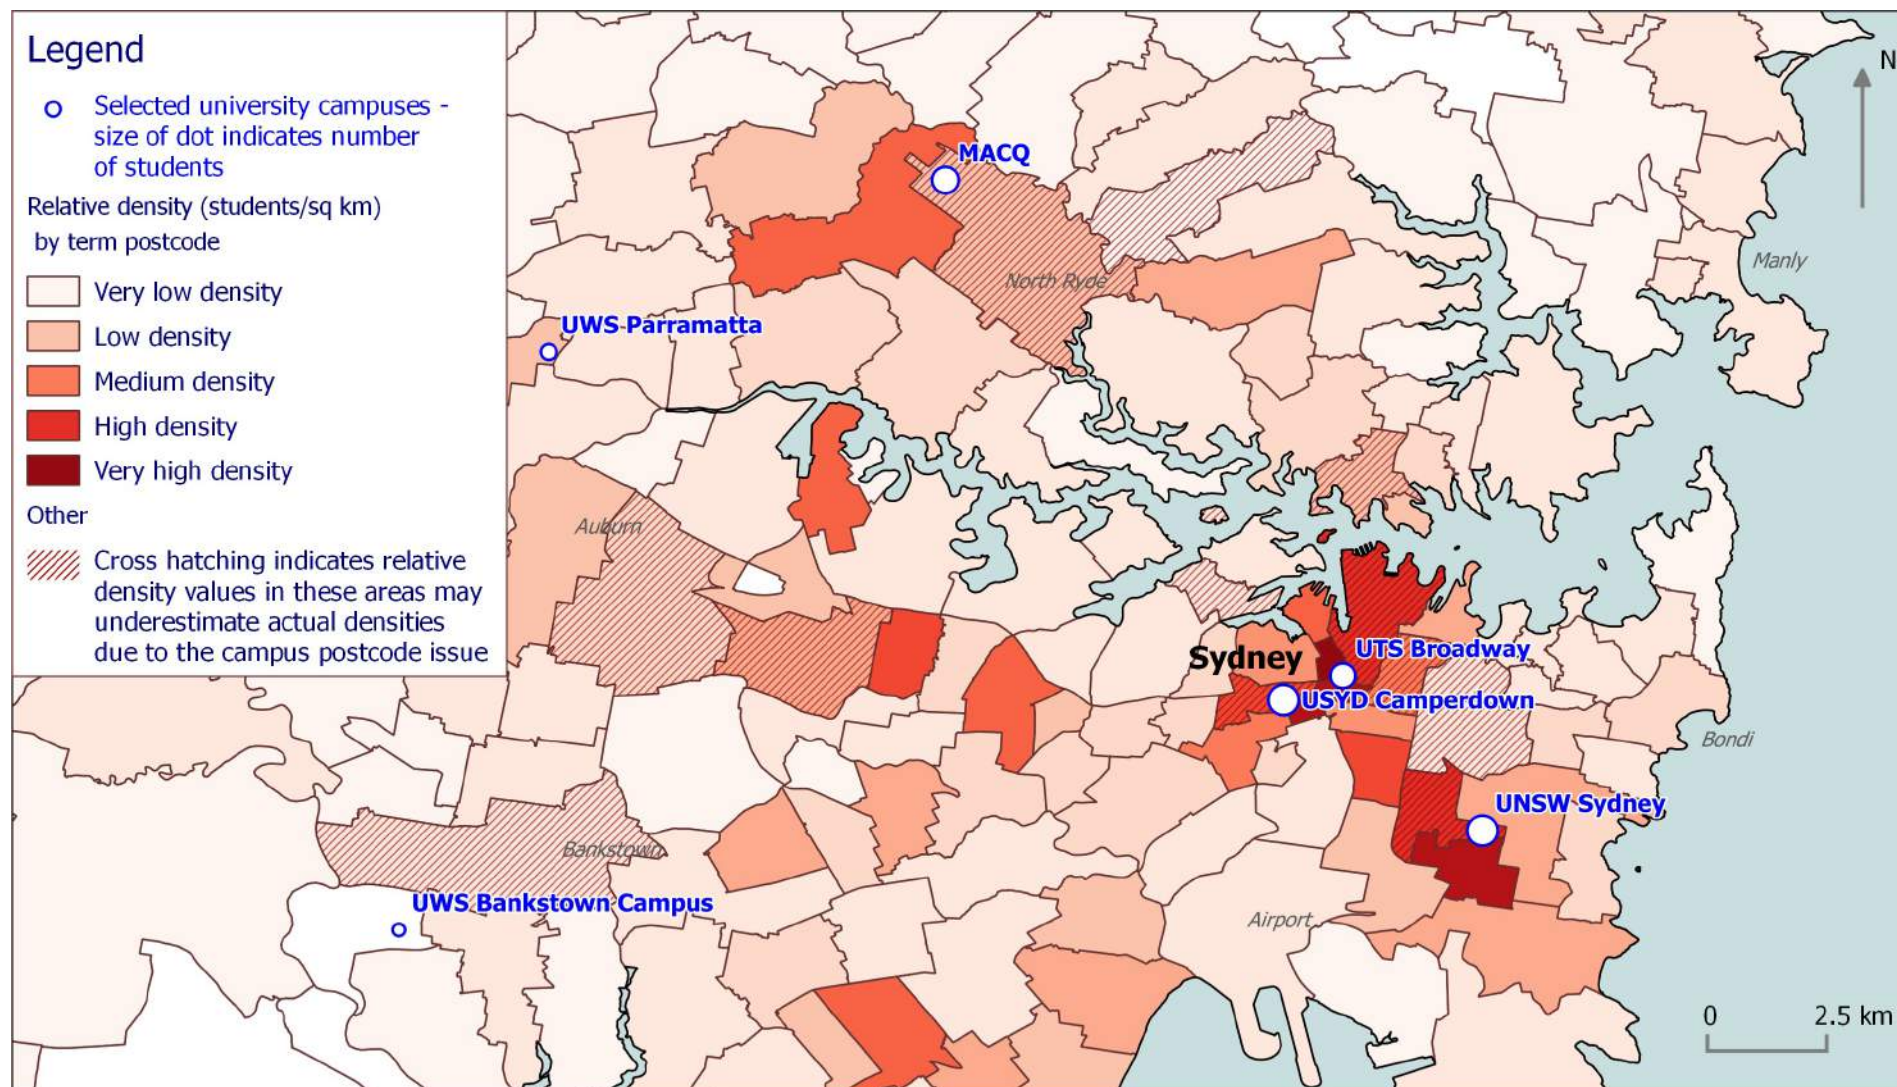 Legend
Selected university campuses -
size of dot indicates number
of students
Relative density (students/sq km)
by term postcode
Very low density
Low density
Medium density
High density
Very high density
Other
Cross hatching indicates relative
density values in these areas may
underestimate actual densities
due to the campus postcode issue
N
MACQ
Manly
North Ryde
UWS Parramatta
Auburn
Sydney
UTS Broadway
USYD Camperdown
Bondi
UNSW Sydney
Bankstown
UWS Bankstown Campus
Airport
0 2.5 km